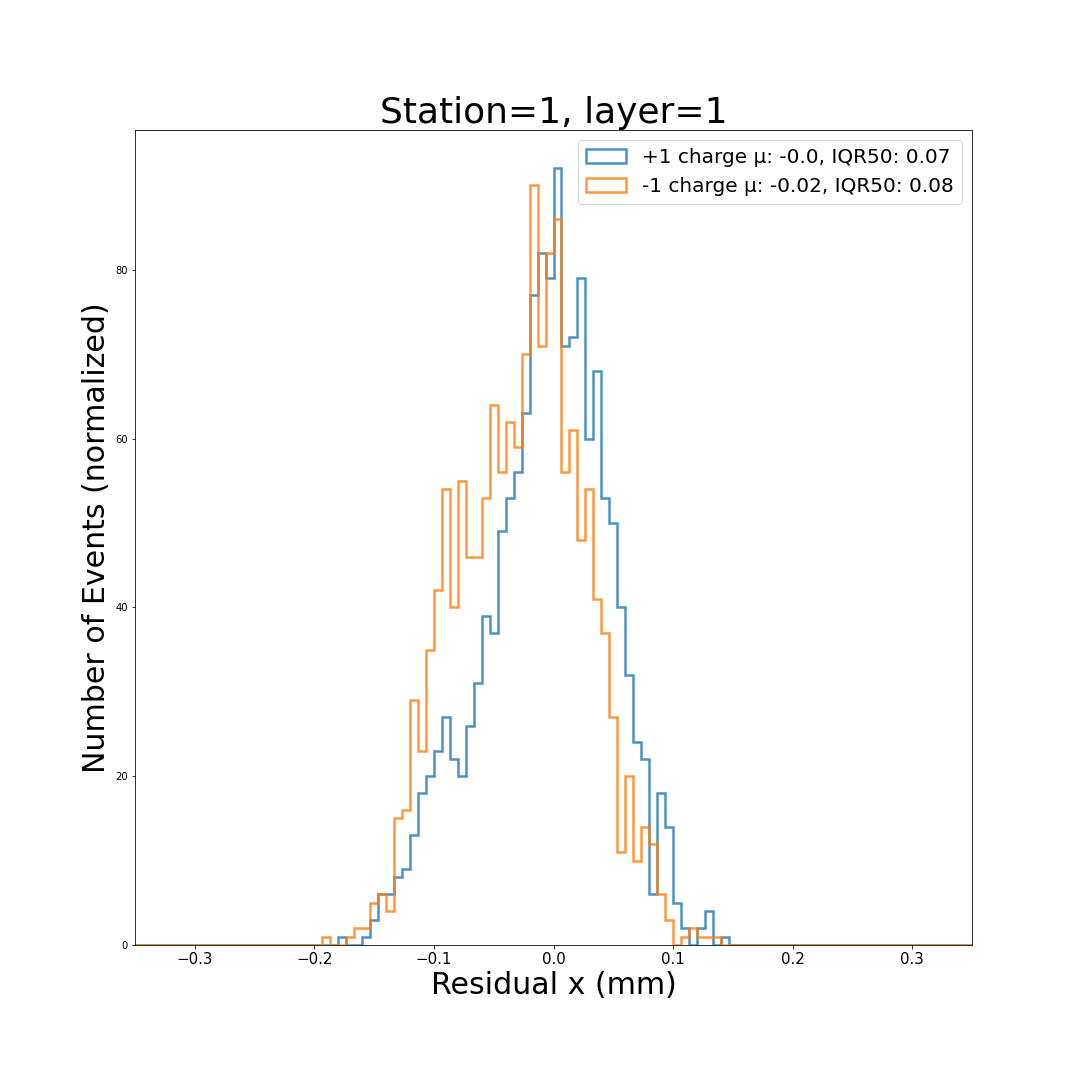 Station=1, layer=1
+1 charge μ: -0.0, IQR50: 0.07
-1 charge μ: -0.02, IQR50: 0.08
Number of Events (normalized)
80
60
40
20
0
−0.3 −0.2 −0.1 0.0 0.1 0.2 0.3
Residual x (mm)